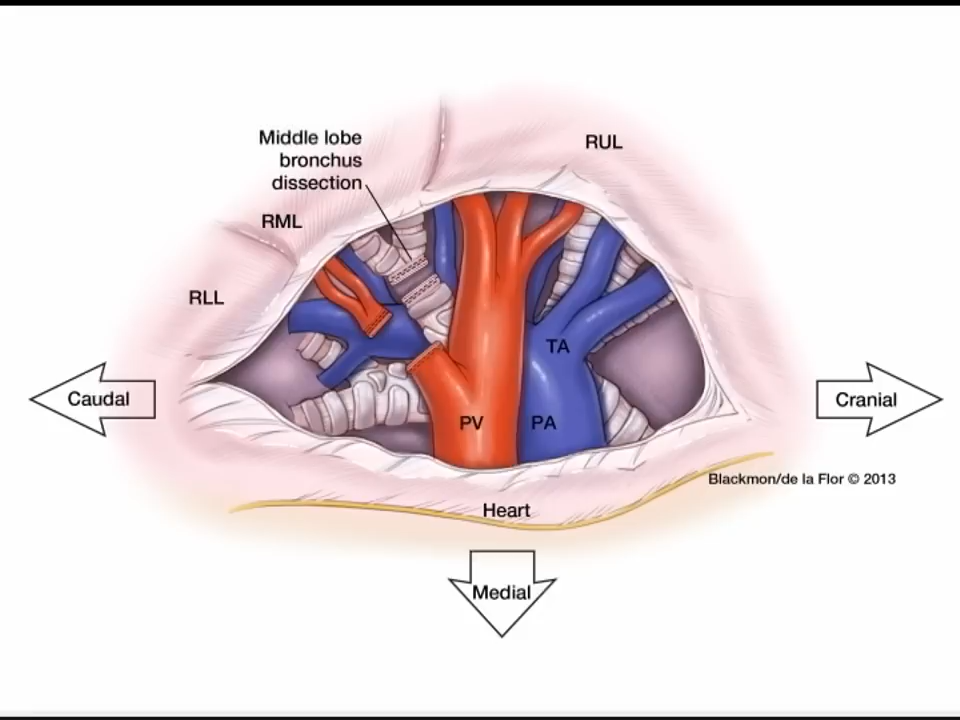 Middle lobe
bronchus
dissection
RUL
RML
RLL
TA
Caudal
Cranial
PV
PA
Blackmon/de la Flor © 2013
Heart
Medial